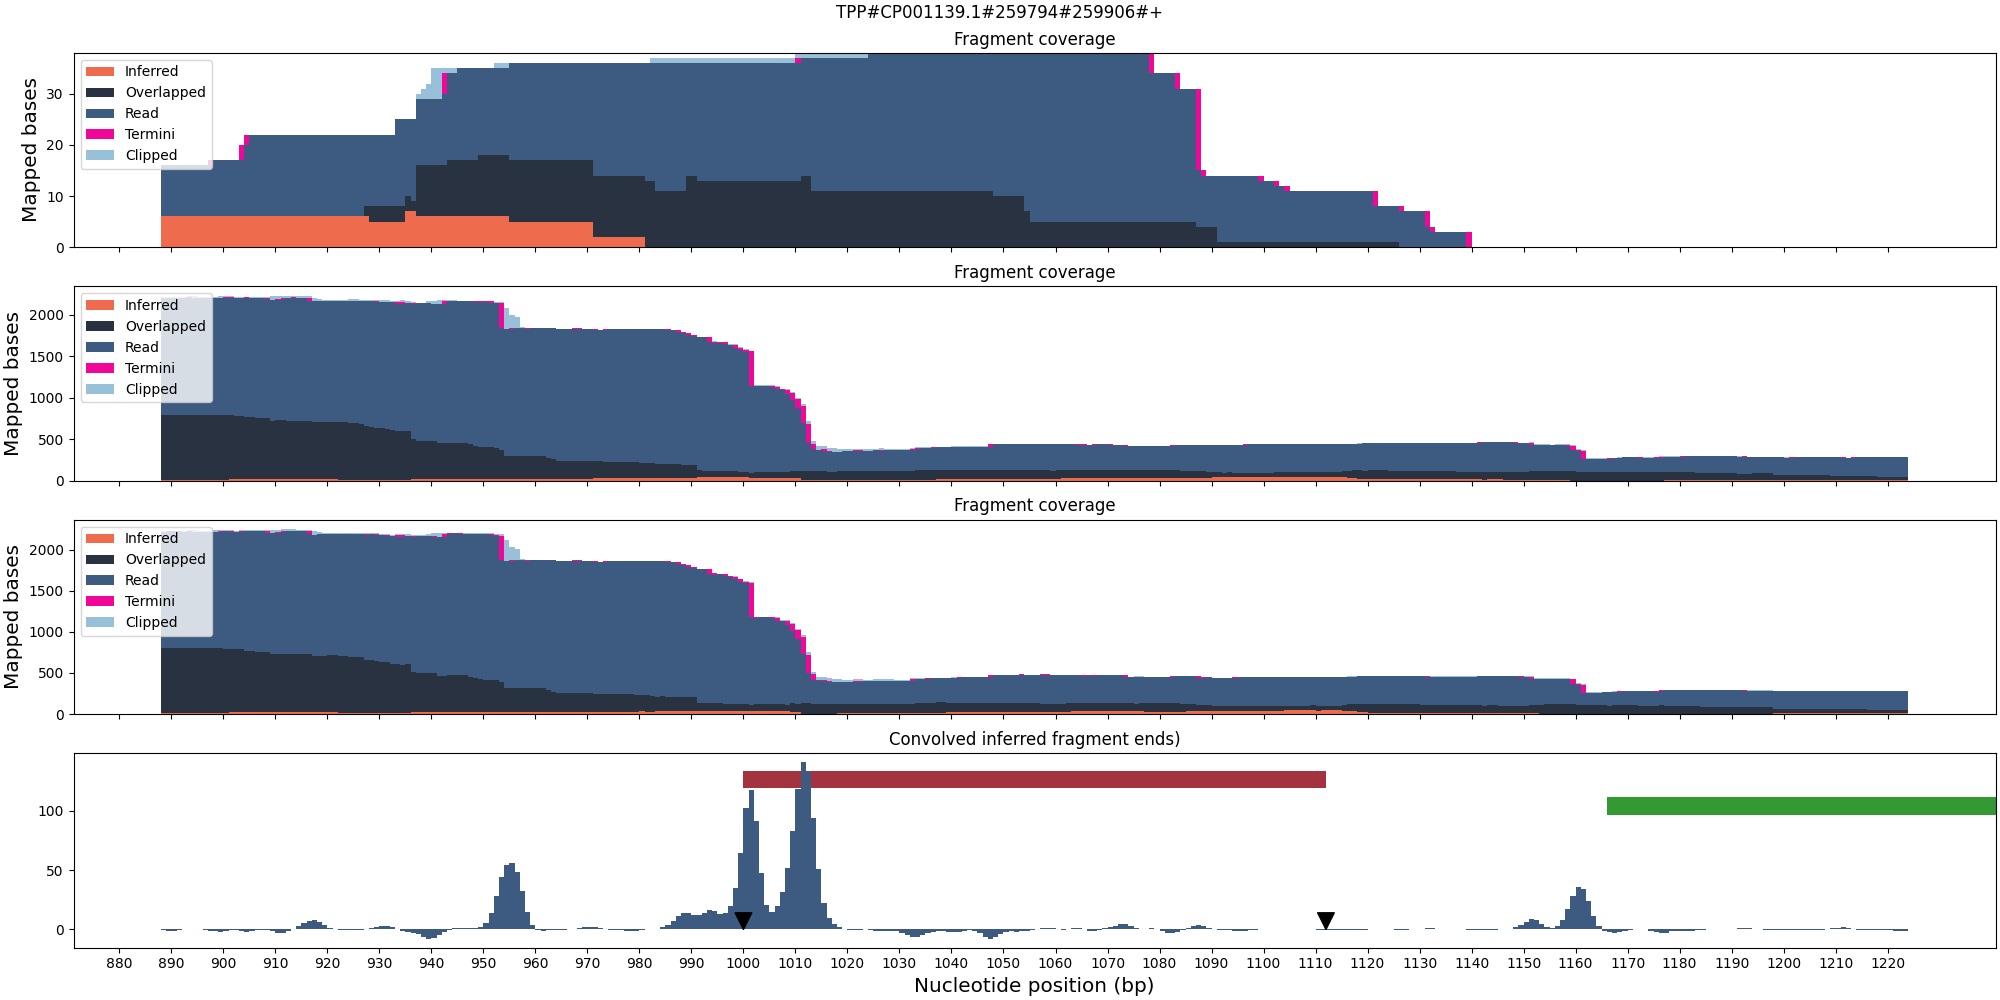 TPP#CP001139.1#259794#259906#+
Fragment coverage
Mapped bases
30
20
10
0
Inferred
Overlapped
Read
Termini
Clipped
Fragment coverage
Mapped bases
2000
1500
1000
500
0
Inferred
Overlapped
Read
Termini
Clipped
Fragment coverage
Mapped bases
2000
1500
1000
500
0
Inferred
Overlapped
Read
Termini
Clipped
Convolved inferred fragment ends)
100
50
0
880 890 900 910 920 930 940 950 960 970 980 990 1000 1010 1020 1030 1040 1050 1060 1070 1080 1090 1100 1110 1120 1130 1140 1150 1160 1170 1180 1190 1200 1210 1220
Nucleotide position (bp)